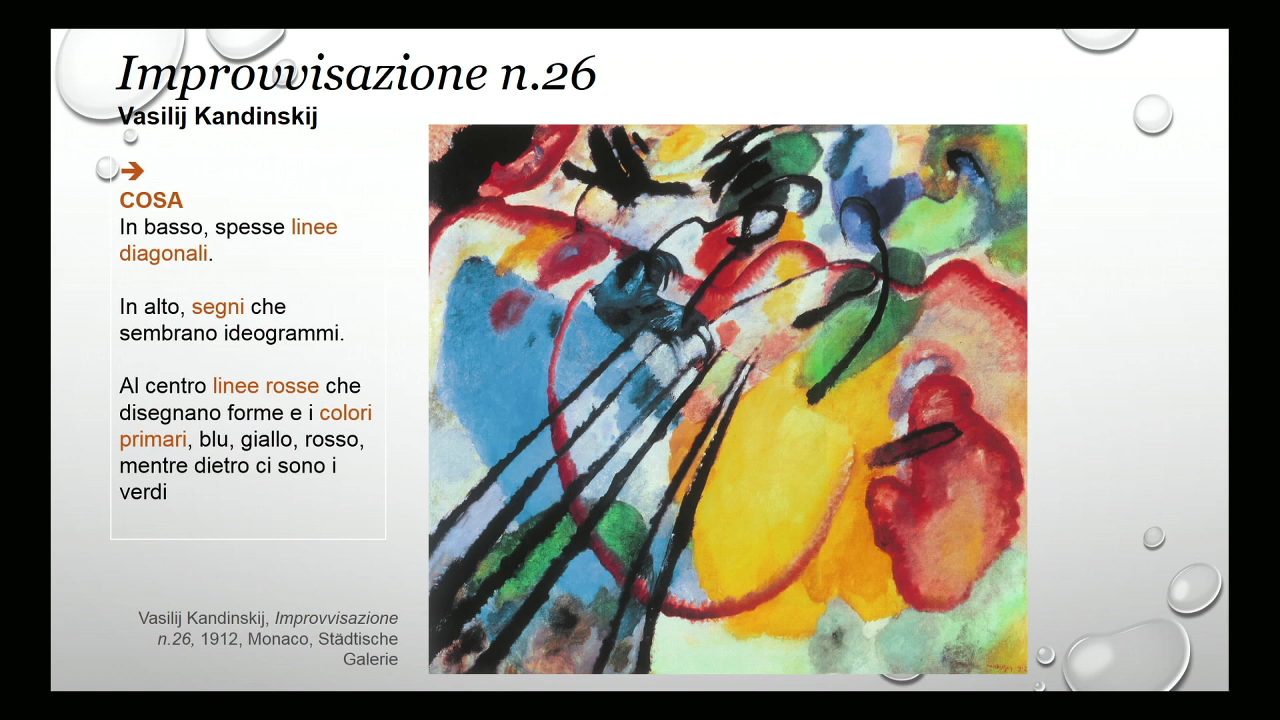 Improvvisazione n.26
Vasilij Kandinskij
➔
COSA
In basso, spesse linee
diagonali.
In alto, segni che
sembrano ideogrammi.
Al centro linee rosse che
disegnano forme e i colori
primari, blu, giallo, rosso,
mentre dietro ci sono i
verdi
Vasilij Kandinskij, Improvvisazione
n.26, 1912, Monaco, Städtische
Galerie